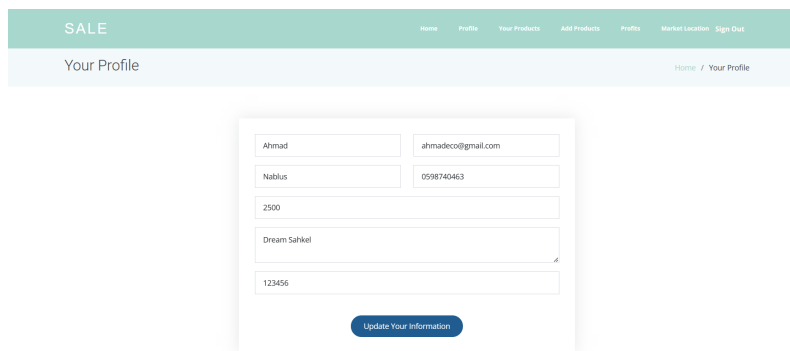 SALE Home Profile Your Products Add Products Profits Market Location Sign Out
Your Profile Home / Your Profile
Ahmad ahmadeco@gmail.com
Nablus 0598740463
2500
Dream Sahkel
123456
Update Your Information